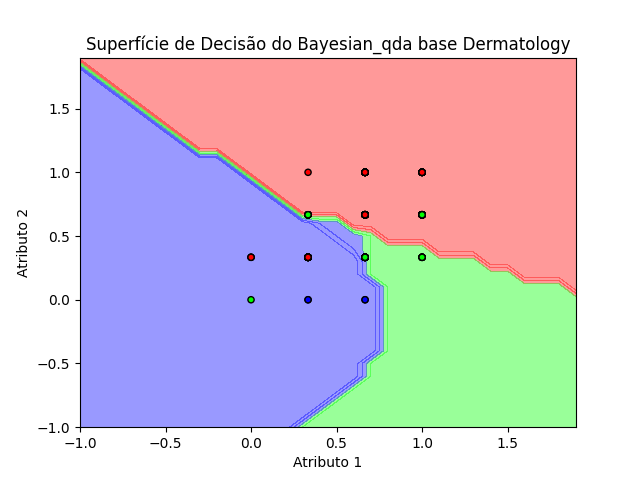 Superfície de Decisão do Bayesian_qda base Dermatology
Atributo 2
1.5
1.0
0.5
0.0
−0.5
−1.0
−1.0 −0.5 0.0 0.5 1.0 1.5
Atributo 1